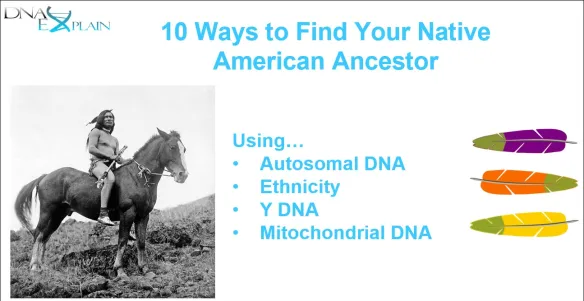 DNA
EXPLAIN
10 Ways to Find Your Native
American Ancestor
Using…
• Autosomal DNA
• Ethnicity
• Y DNA
• Mitochondrial DNA